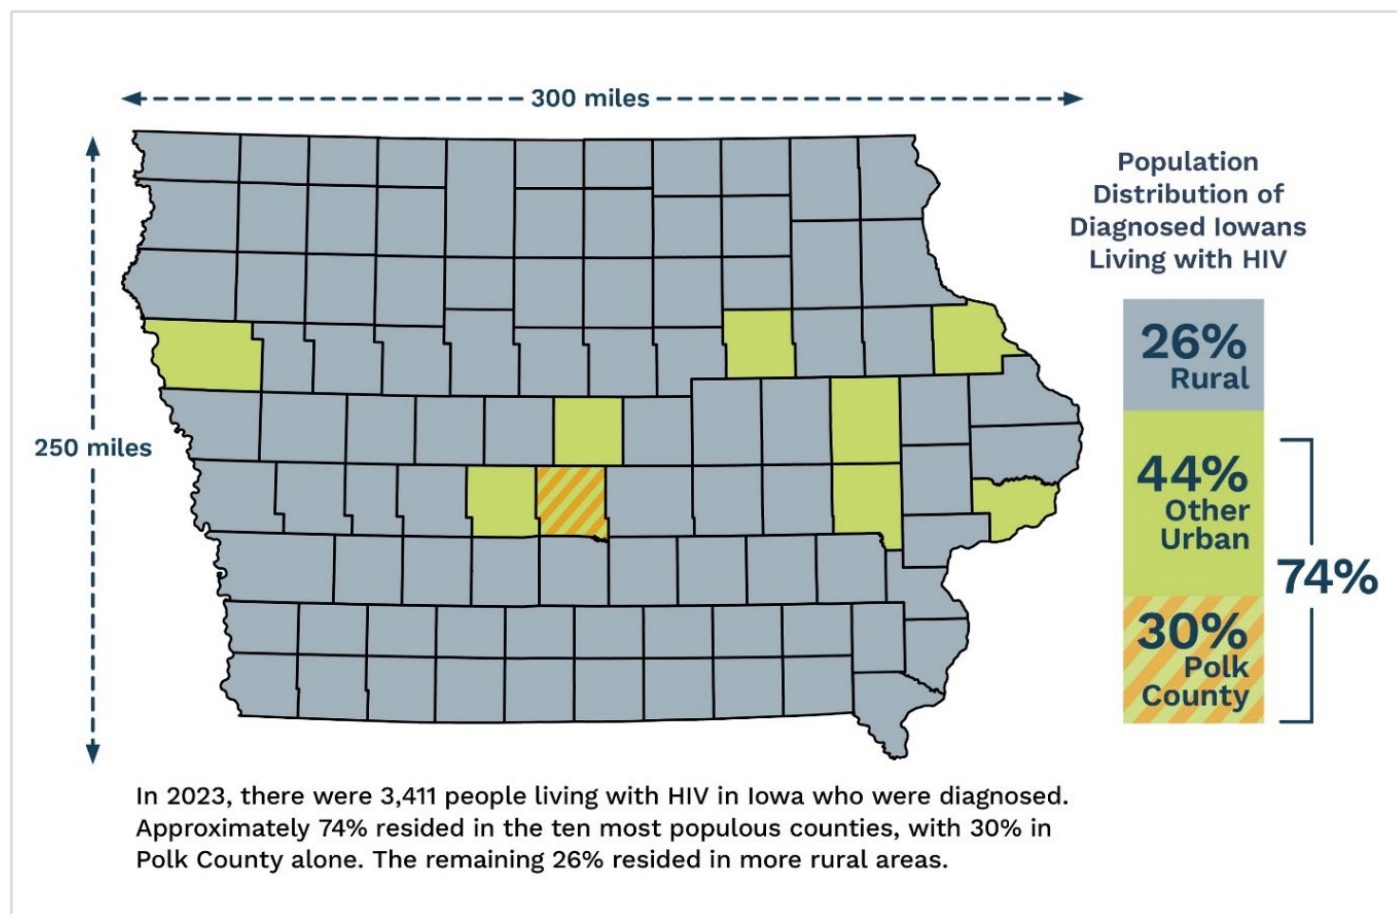 300 miles
250 miles
Population
Distribution of
Diagnosed Iowans
Living with HIV
26%
Rural
44%
Other
Urban
74%
30%
Polk
County
In 2023, there were 3,411 people living with HIV in Iowa who were diagnosed.
Approximately 74% resided in the ten most populous counties, with 30% in
Polk County alone. The remaining 26% resided in more rural areas.